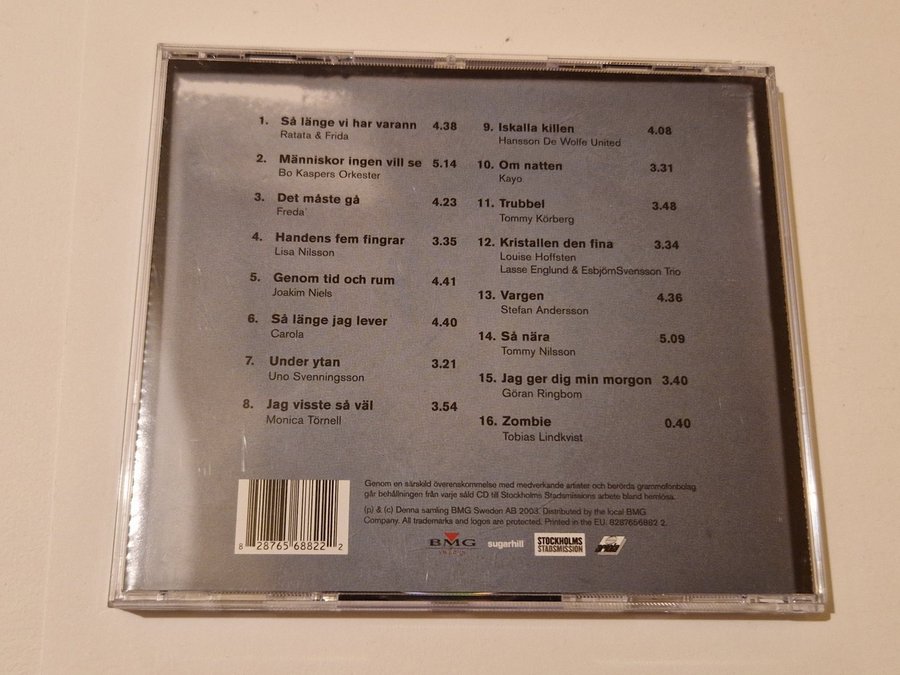 1. Så länge vi har varann 4.38
Ratata & Frida
2. Människor ingen vill se 5.14
Bo Kaspers Orkester
3. Det måste gå 4.23
Freda'
4. Handens fem fingrar 3.35
Lisa Nilsson
5. Genom tid och rum 4.41
Joakim Niels
6. Så länge jag lever 4.40
Carola
7. Under ytan 3.21
Uno Svenningsson
8. Jag visste så väl 3.54
Monica Törnell
9. Iskalla killen 4.08
Hansson De Wolfe United
10. Om natten 3.31
Kayo
11. Trubbel 3.48
Tommy Körberg
12. Kristallen den fina 3.34
Louise Hoffsten
Lasse Englund & EsbjörnSvensson Trio
13. Vargen 4.36
Stefan Andersson
14. Så nära 5.09
Tommy Nilsson
15. Jag ger dig min morgon 3.40
Göran Ringbom
16. Zombie 0.40
Tobias Lindkvist
Genom en särskild överenskommelse med medverkande artister och berörda grammofonbolag
går behållningen från varje såld CD till Stockholms Stadsmissions arbete bland hemlösa.
(p) & (c) Denna samling BMG Sweden AB 2003. Distributed by the local BMG
Company. All trademarks and logos are protected. Printed in the EU. 8287656882 2.
8 28765 68822 2
BMG
sugarhill
STOCKHOLMS
STADSMISSION